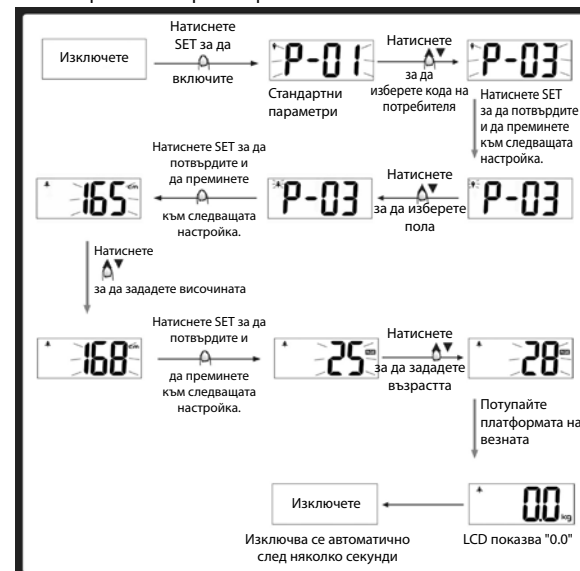 Изключете
Натиснете
SET за да
включите
P-01
Стандартни
параметри
Натиснете
за да
изберете кода на
потребителя
P-03
Натиснете SET
за да потвърдите
и да преминете
към следващата
настройка.
P-03
Натиснете
за да изберете
пола
P-03
Натиснете SET за да
потвърдите и
да преминете
към следващата
настройка.
165 cm
Натиснете
за да зададете височината
168 cm
Натиснете SET за да
потвърдите и
да преминете
към следващата
настройка.
25
Натиснете
за да зададете
възрастта
28
Потупайте
платформата на
везната
0.0 kg
LCD показва "0.0"
Изключете
Изключва се автоматично
след няколко секунди